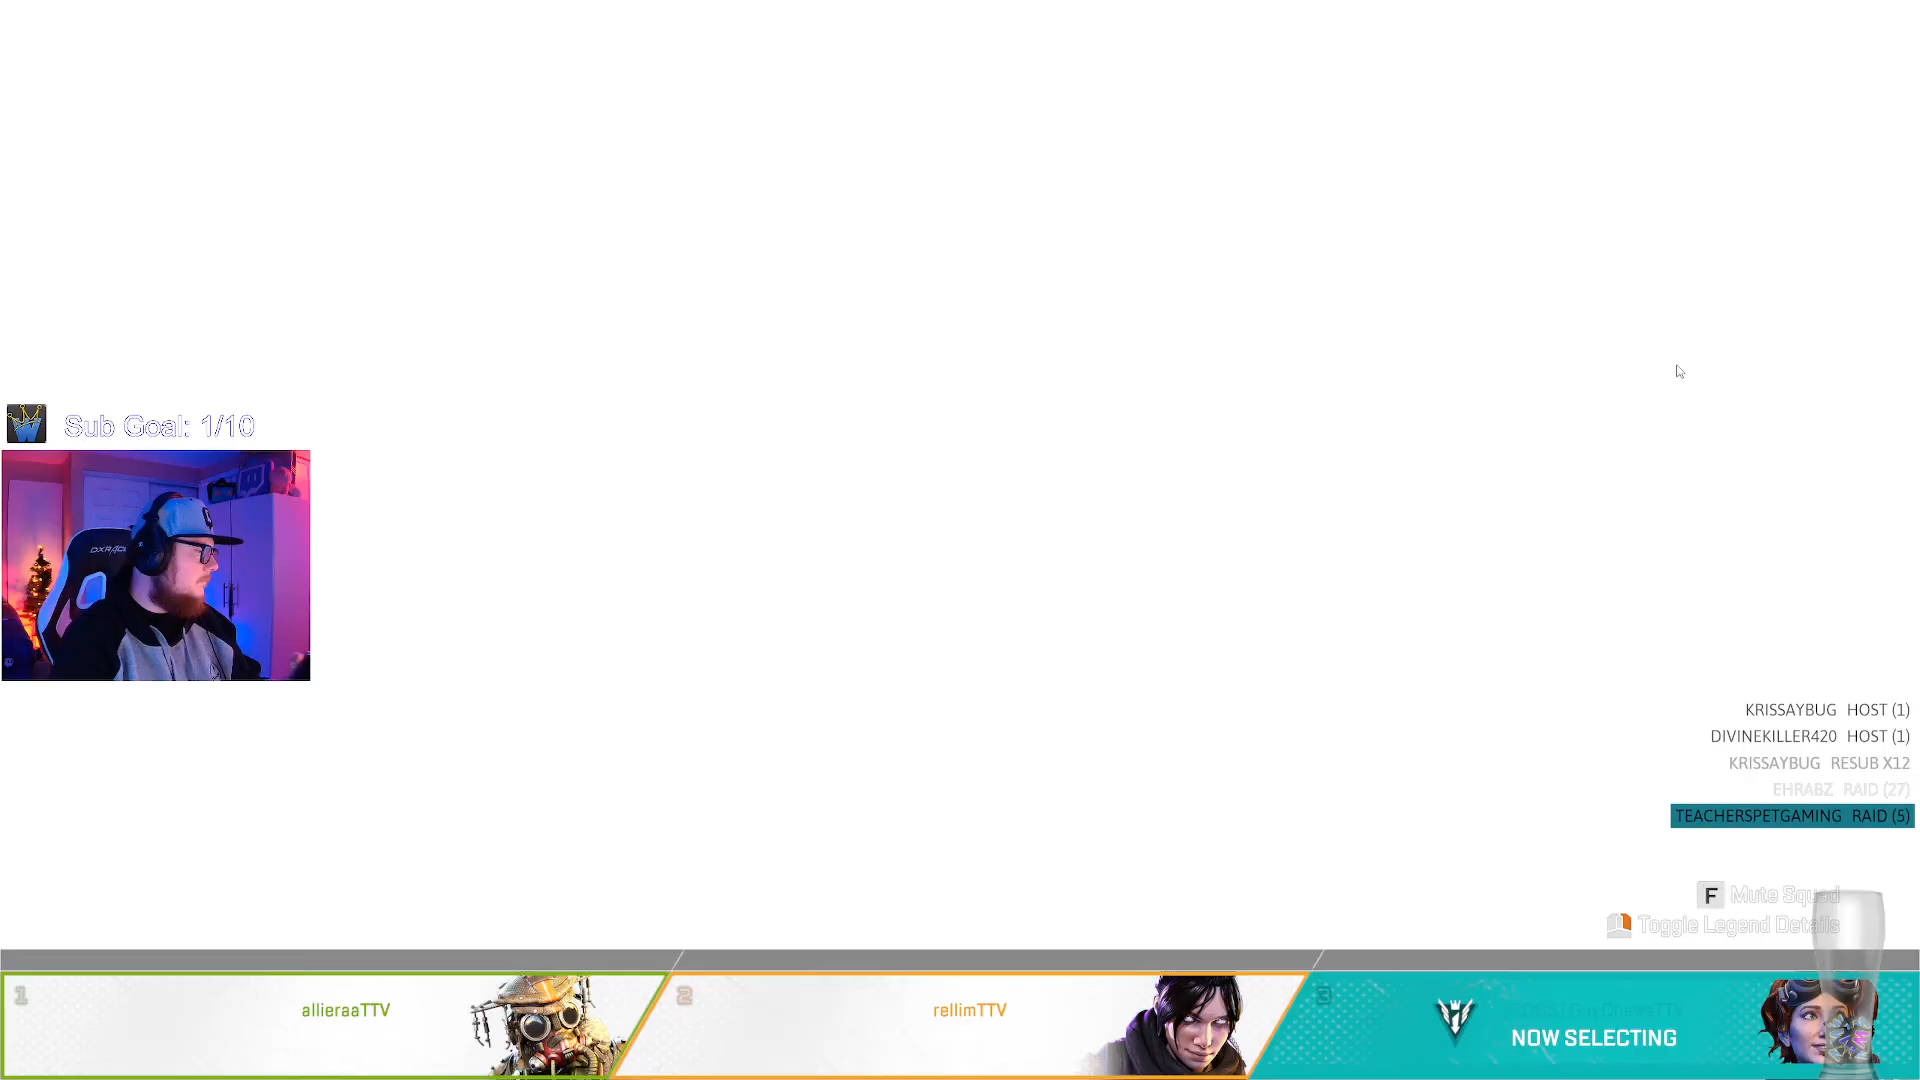 Sub Goal: 1/10
DXRACE
KRISSAYBUG HOST (1)
DIVINEKILLER420 HOST (1)
KRISSAYBUG RESUB X12
EHRABZ RAID (27)
TEACHERSPETGAMING RAID (5)
F Mute Squad
Toggle Legend Details
1
allieraaTTV
2
rellimTTV
3
NOW SELECTING